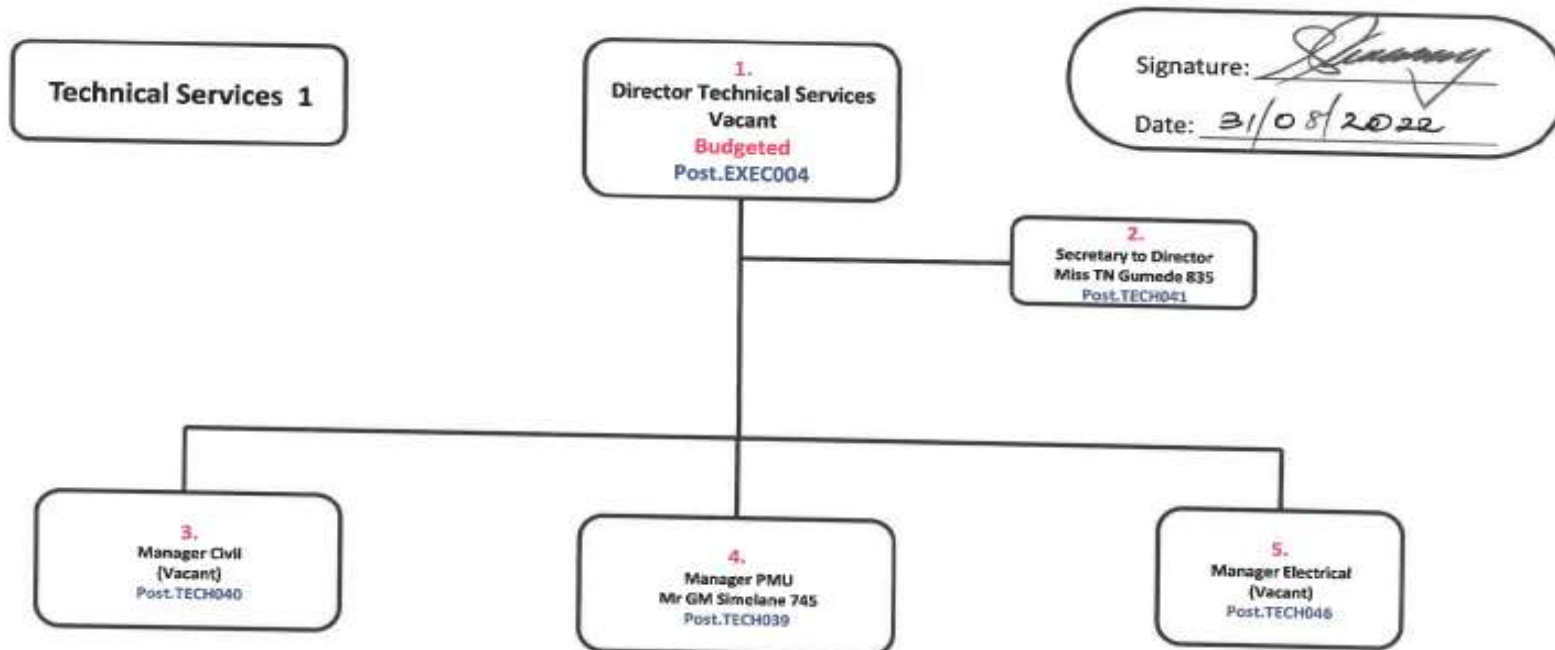 Technical Services 1
1.
Director Technical Services
Vacant
Budgeted
Post.EXEC004
Signature:
Date: 31/08/2022
2.
Secretary to Director
Miss TN Gumede 835
Post.TECH041
3.
Manager Civil
(Vacant)
Post.TECH040
4.
Manager PMU
Mr GM Simelane 745
Post.TECH039
5.
Manager Electrical
(Vacant)
Post.TECH046